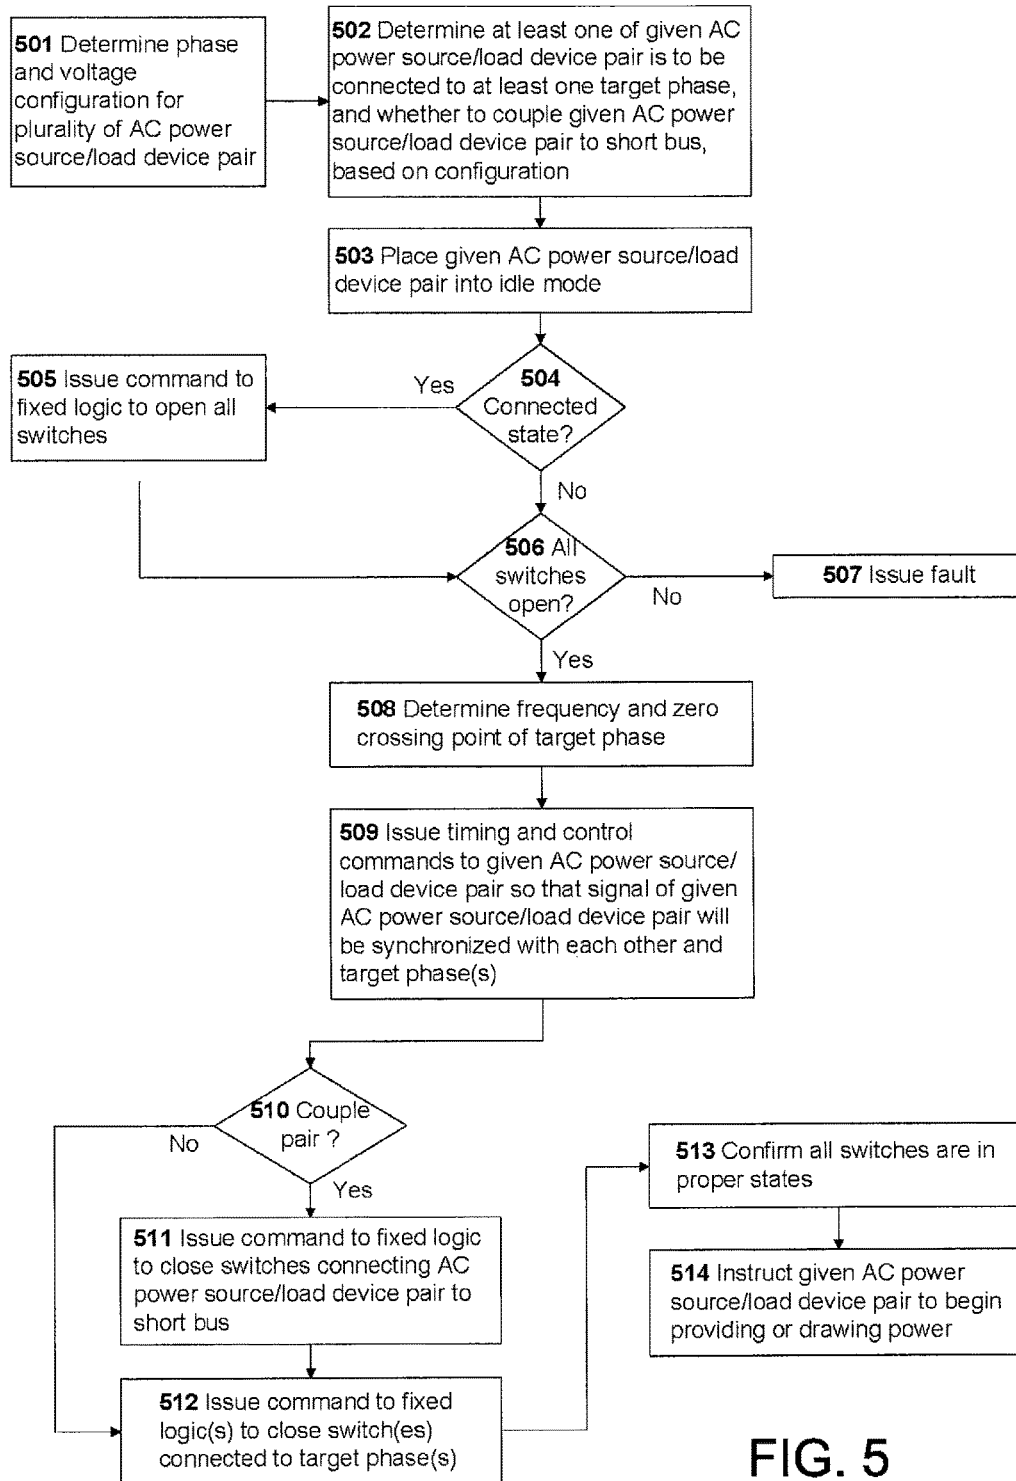 501 Determine phase
and voltage
configuration for
plurality of AC power
source/load device pair
502 Determine at least one of given AC
power source/load device pair is to be
connected to at least one target phase,
and whether to couple given AC power
source/load device pair to short bus,
based on configuration
503 Place given AC power source/load
device pair into idle mode
504
Connected
state?
Yes
No
505 Issue command to
fixed logic to open all
switches
506 All
switches
open?
No
Yes
507 Issue fault
508 Determine frequency and zero
crossing point of target phase
509 Issue timing and control
commands to given AC power source/
load device pair so that signal of given
AC power source/load device pair will
be synchronized with each other and
target phase(s)
510 Couple
pair ?
No
Yes
511 Issue command to fixed logic
to close switches connecting AC
power source/load device pair to
short bus
512 Issue command to fixed
logic(s) to close switch(es)
connected to target phase(s)
513 Confirm all switches are in
proper states
514 Instruct given AC power
source/load device pair to begin
providing or drawing power
FIG. 5